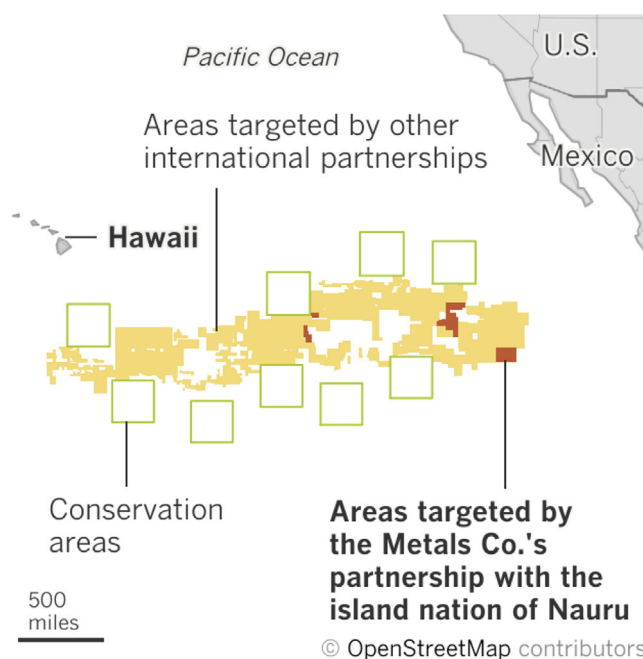 Pacific Ocean
U.S.
Areas targeted by other
international partnerships
Mexico
Hawaii
Conservation
areas
Areas targeted by
the Metals Co.'s
partnership with the
island nation of Nauru
500
miles
© OpenStreetMap contributors